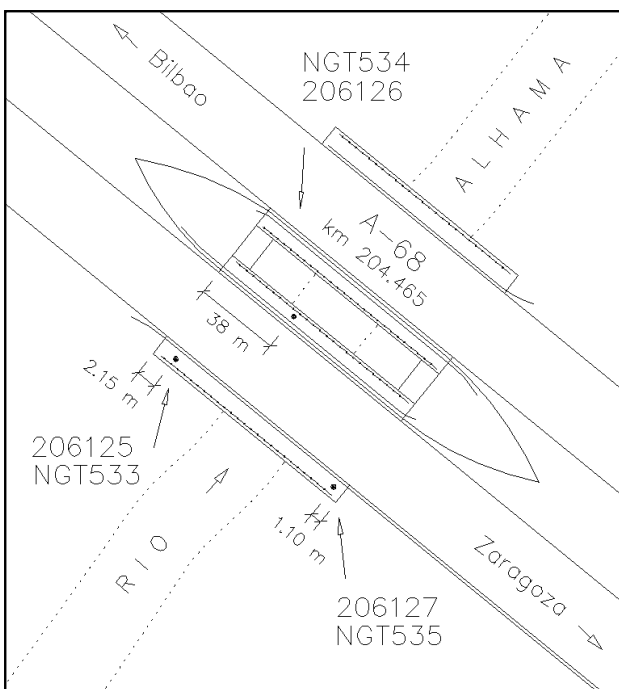 Bilbao
NGT534
206126
ALHAMA
A-68
km 204.465
38 m
2.15 m
206125
NGT533
1.10 m
RIO
Zaragoza
206127
NGT535